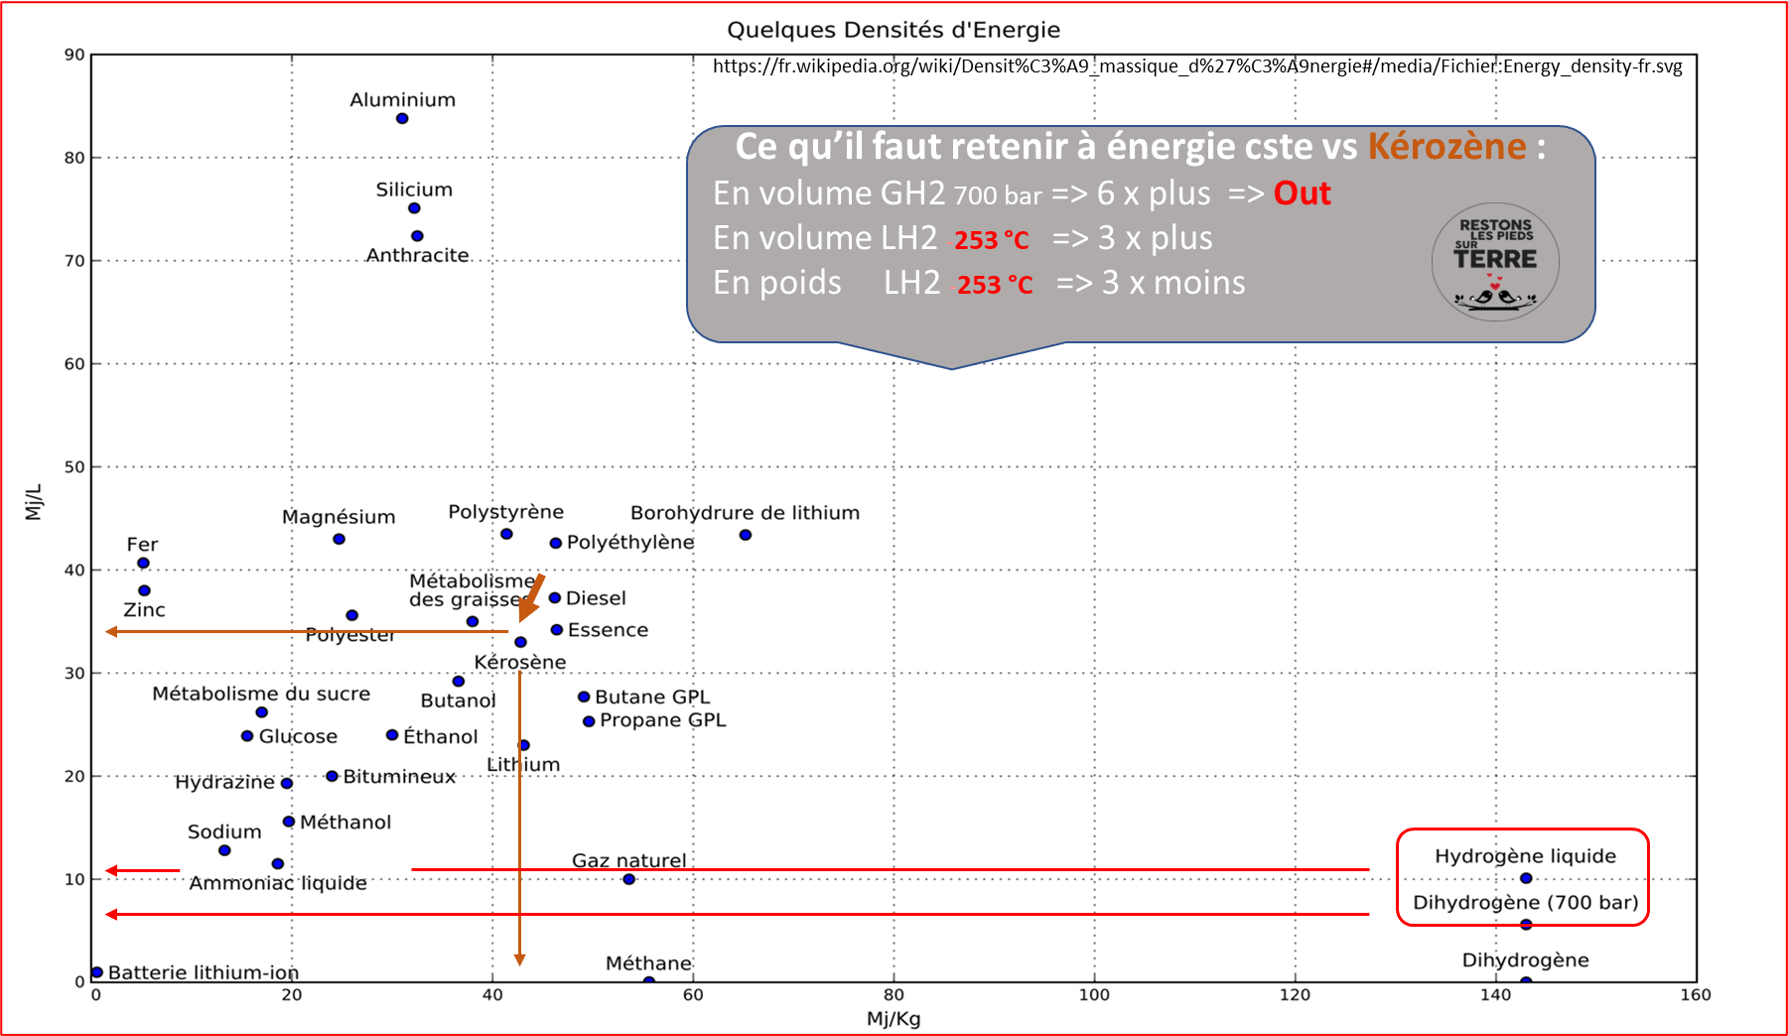 Quelques Densités d'Energie
https://fr.wikipedia.org/wiki/Densit%C3%A9_massique_d%27%C3%A9nergie#/media/Fichier:Energy_density-fr.svg
Ce qu'il faut retenir à énergie cste vs Kérozène :
En volume GH2 700 bar => 6 x plus => Out
En volume LH2 -253 °C => 3 x plus
En poids LH2 -253 °C => 3 x moins
RESTONS
LES PIEDS
SUR
TERRE
Mj/L
90
80
70
60
50
40
30
20
10
0
Aluminium
Silicium
Anthracite
Magnésium
Polystyrène
Borohydrure de lithium
Fer
Polyéthylène
Zinc
Métabolisme
des graisses
Diesel
Polyester
Essence
Kérosène
Métabolisme du sucre
Butanol
Butane GPL
Propane GPL
Glucose
Éthanol
Lithium
Hydrazine
Bitumineux
Sodium
Méthanol
Ammoniac liquide
Gaz naturel
Hydrogène liquide
Dihydrogène (700 bar)
Batterie lithium-ion
Méthane
Dihydrogène
0 20 40 60 80 100 120 140 160
Mj/Kg